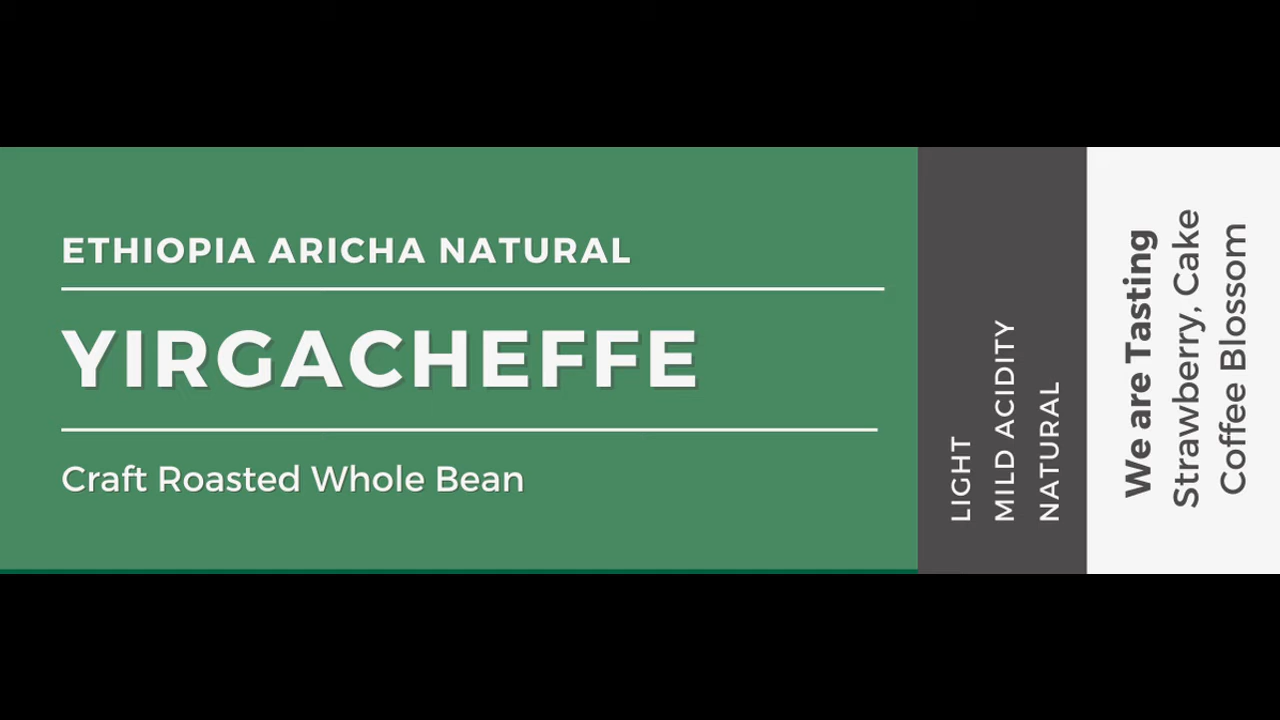 ETHIOPIA ARICHA NATURAL
YIRGACHEFFE
Craft Roasted Whole Bean
LIGHT
MILD ACIDITY
NATURAL
We are Tasting
Strawberry, Cake
Coffee Blossom